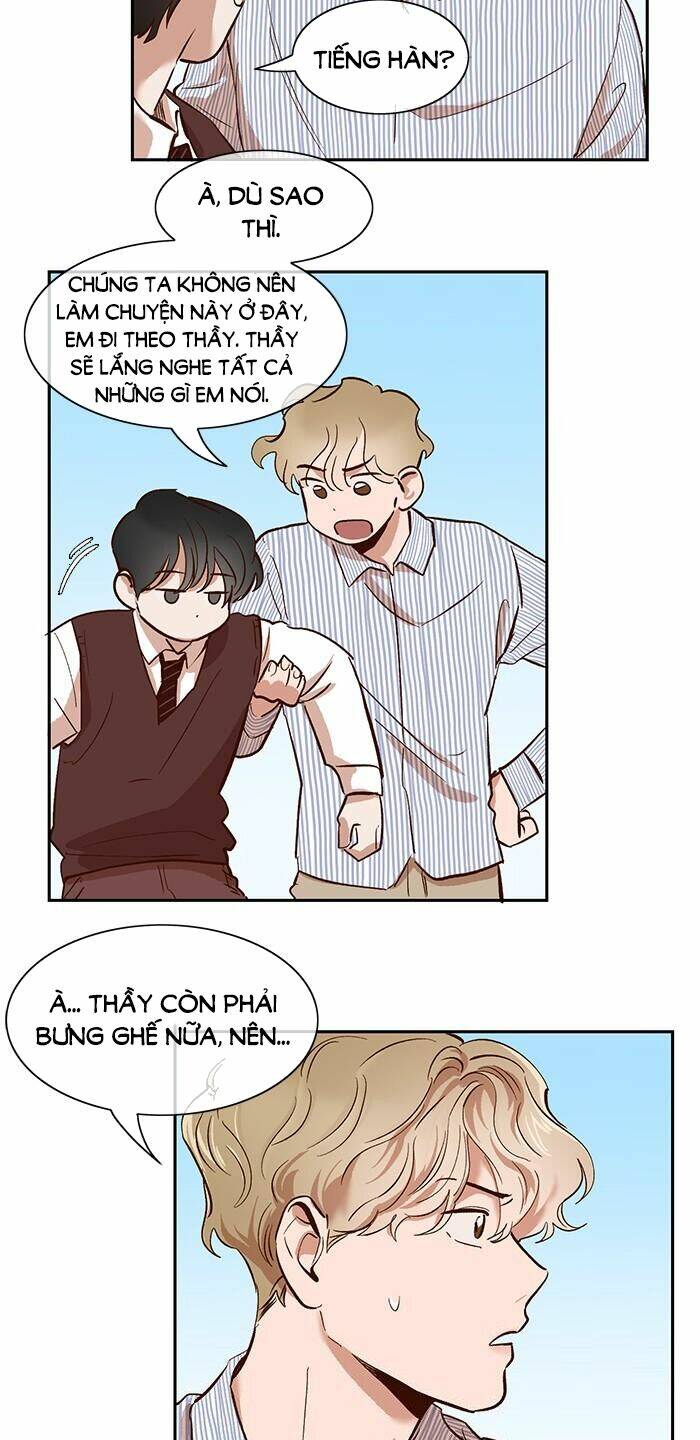 TIẾNG HÀN?
À, DÙ SAO
THÌ.
CHÚNG TA KHÔNG NÊN
LÀM CHUYỆN NÀY Ở ĐÂY,
EM ĐI THEO THẦY. THẦY
SẼ LẮNG NGHE TẤT CẢ
NHỮNG GÌ EM NÓI.
À... THẦY CÒN PHẢI
BƯNG GHẾ NỮA, NÊN...